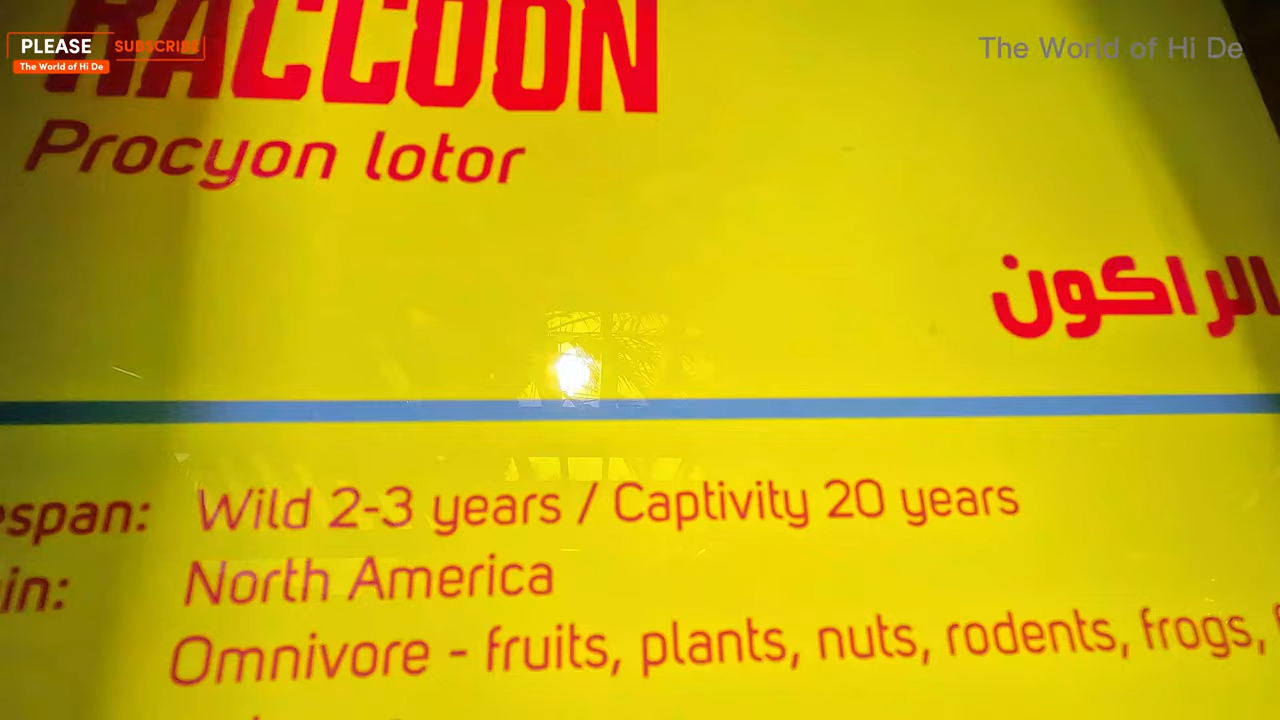 PLEASE SUBSCRIBE
The World of Hi De
The World of Hi De
RACCOON
Procyon lotor
الراكون
span: Wild 2-3 years / Captivity 20 years
in: North America
Omnivore - fruits, plants, nuts, rodents, frogs,